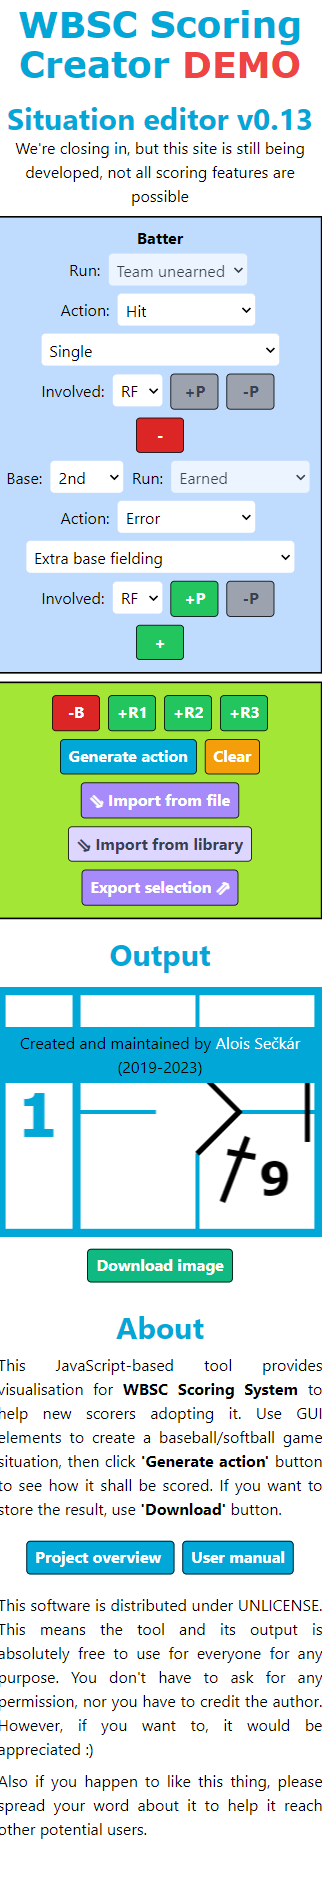 WBSC Scoring
Creator DEMO
Situation editor v0.13
We're closing in, but this site is still being
developed, not all scoring features are
possible
Batter
Run: Team unearned
Action: Hit
Single
Involved: RF +P -P
-
Base: 2nd Run: Earned
Action: Error
Extra base fielding
Involved: RF +P -P
+
-B +R1 +R2 +R3
Generate action Clear
⇘ Import from file
⇘ Import from library
Export selection ⇗
Output
Created and maintained by Alois Sečkár
(2019-2023)
1
9
Download image
About
This JavaScript-based tool provides
visualisation for WBSC Scoring System to
help new scorers adopting it. Use GUI
elements to create a baseball/softball game
situation, then click 'Generate action' button
to see how it shall be scored. If you want to
store the result, use 'Download' button.
Project overview User manual
This software is distributed under UNLICENSE.
This means the tool and its output is
absolutely free to use for everyone for any
purpose. You don't have to ask for any
permission, nor you have to credit the author.
However, if you want to, it would be
appreciated :)
Also if you happen to like this thing, please
spread your word about it to help it reach
other potential users.